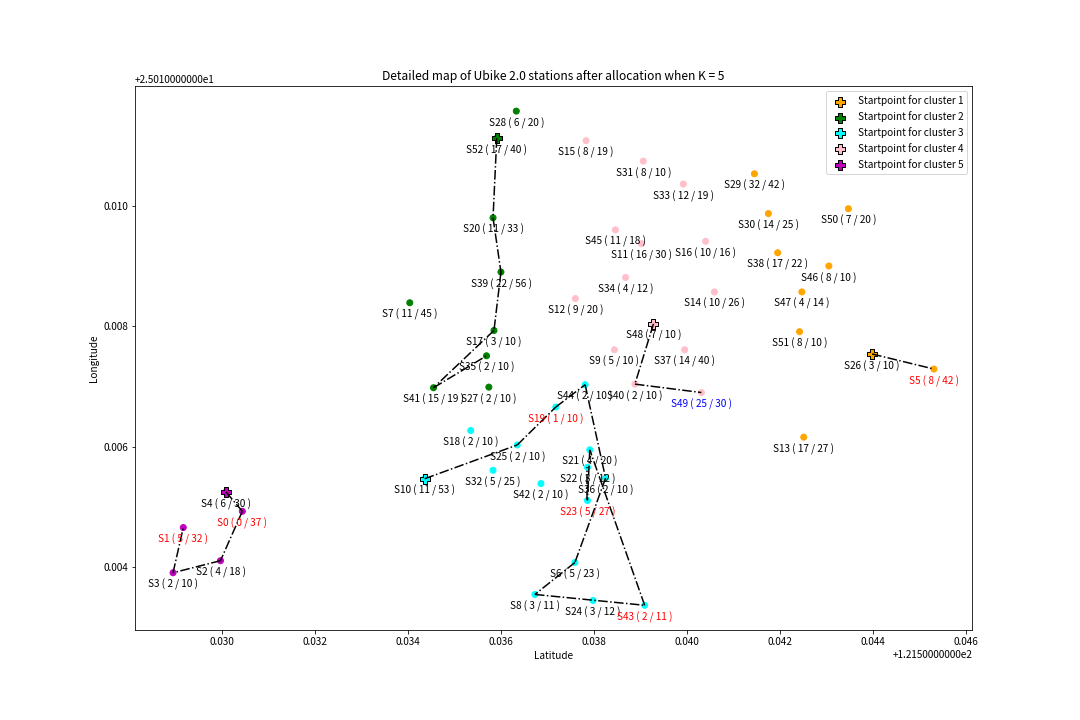 Detailed map of Ubike 2.0 stations after allocation when K = 5
+2.5010000000e1
Startpoint for cluster 1
Startpoint for cluster 2
Startpoint for cluster 3
Startpoint for cluster 4
Startpoint for cluster 5
S28 ( 6 / 20 )
S52 ( 17 / 40 )
S15 ( 8 / 19 )
S31 ( 8 / 10 )
S29 ( 32 / 42 )
S33 ( 12 / 19 )
0.010
S50 ( 7 / 20 )
S30 ( 14 / 25 )
S20 ( 11 / 33 )
S45 ( 11 / 18 )
S11 ( 16 / 30 )
S16 ( 10 / 16 )
S38 ( 17 / 22 )
S46 ( 8 / 10 )
S39 ( 22 / 56 )
S34 ( 4 / 12 )
S14 ( 10 / 26 )
S47 ( 4 / 14 )
S12 ( 9 / 20 )
S7 ( 11 / 45 )
0.008
S48 ( 7 / 10 )
S17 ( 3 / 10 )
S51 ( 8 / 10 )
S9 ( 5 / 10 )
S37 ( 14 / 40 )
S26 ( 3 / 10 )
S35 ( 2 / 10 )
S5 ( 8 / 42 )
Longitude
S41 ( 15 / 19 )
S27 ( 2 / 10 )
S44 ( 2 / 10 )
S40 ( 2 / 10 )
S49 ( 25 / 30 )
S19 ( 1 / 10 )
0.006
S18 ( 2 / 10 )
S13 ( 17 / 27 )
S25 ( 2 / 10 )
S21 ( 4 / 20 )
S32 ( 5 / 25 )
S22 ( 
S10 ( 11 / 53 )
S36 ( 2 / 10 )
S42 ( 2 / 10 )
S4 ( 6 / 30 )
S23 ( 5 / 27 )
S0 ( 0 / 37 )
S1 ( 5 / 32 )
0.004
S2 ( 4 / 18 )
S6 ( 5 / 23 )
S3 ( 2 / 10 )
S8 ( 3 / 11 )
S24 ( 3 / 12 )
S43 ( 2 / 11 )
0.030
0.032
0.034
0.036
0.038
0.040
0.042
0.044
0.046
Latitude
+1.2150000000e2